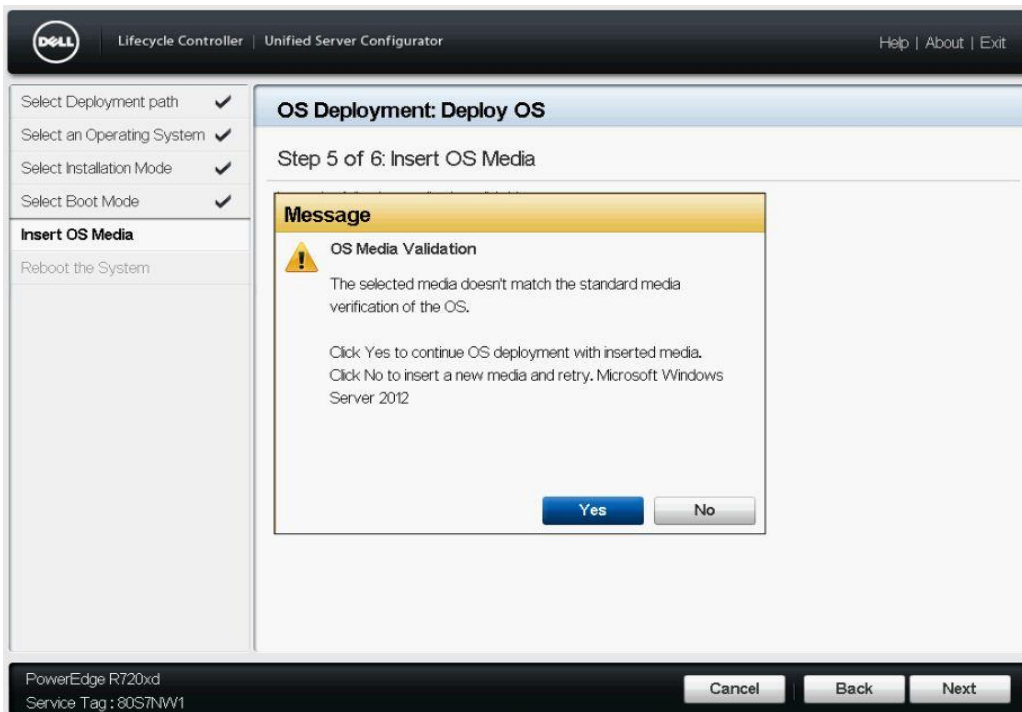 DELL
Lifecycle Controller | Unified Server Configurator
Help | About | Exit
Select Deployment path
Select an Operating System
Select Installation Mode
Select Boot Mode
Insert OS Media
Reboot the System
OS Deployment: Deploy OS
Step 5 of 6: Insert OS Media
Message
OS Media Validation
The selected media doesn't match the standard media
verification of the OS.
Click Yes to continue OS deployment with inserted media.
Click No to insert a new media and retry. Microsoft Windows
Server 2012
Yes
No
PowerEdge R720xd
Service Tag : 80S7NW1
Cancel
Back
Next